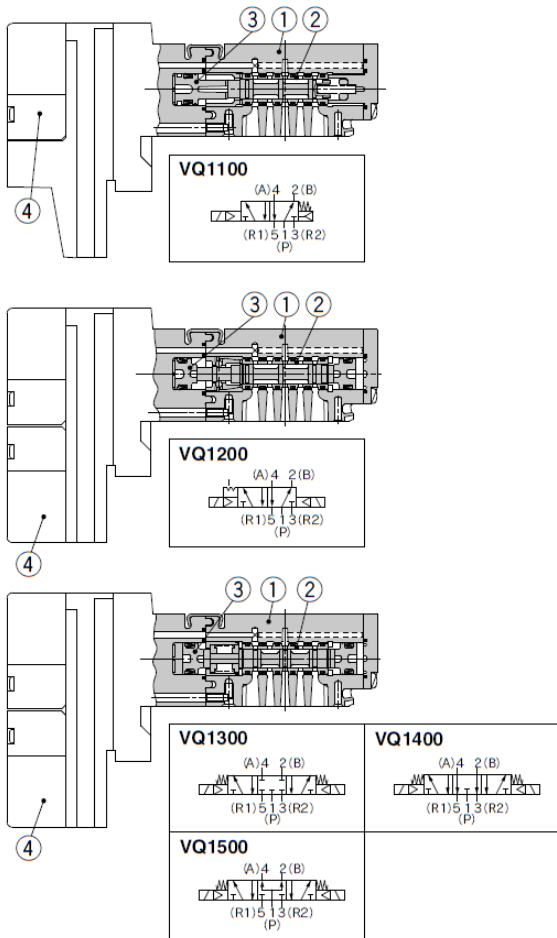 ③ ① ②
④
VQ1100
(A)4 2(B)
(R1)5 1 3(R2)
(P)
③ ① ②
④
VQ1200
(A)4 2(B)
(R1)5 1 3(R2)
(P)
③ ① ②
④
VQ1300
(A)4 2(B)
(R1)5 1 3(R2)
(P)
VQ1400
(A)4 2(B)
(R1)5 1 3(R2)
(P)
VQ1500
(A)4 2(B)
(R1)5 1 3(R2)
(P)